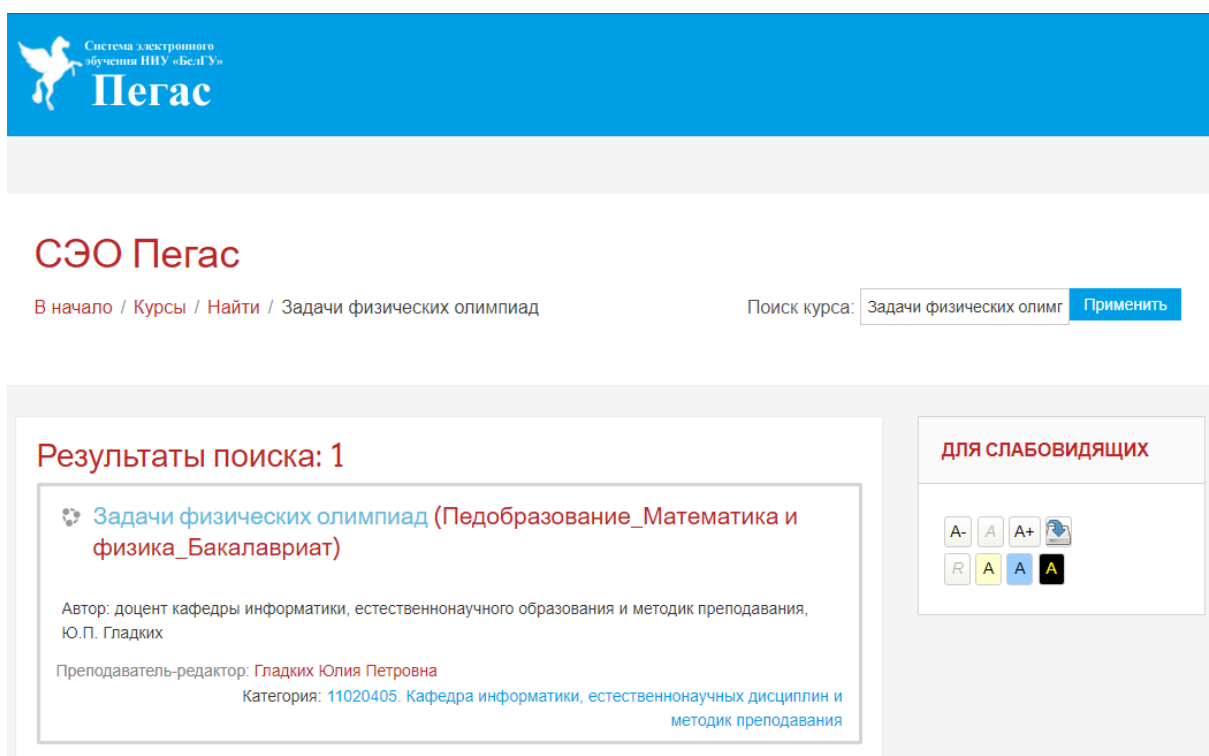 Система электронного
обучения НИУ «БелГУ»
Пегас
СЭО Пегас
В начало / Курсы / Найти / Задачи физических олимпиад
Поиск курса: Задачи физических олимг Применить
Результаты поиска: 1
Задачи физических олимпиад (Педобразование_Математика и
физика_Бакалавриат)
Автор: доцент кафедры информатики, естественнонаучного образования и методик преподавания,
Ю.П. Гладких
Преподаватель-редактор: Гладких Юлия Петровна
Категория: 11020405. Кафедра информатики, естественнонаучных дисциплин и
методик преподавания
ДЛЯ СЛАБОВИДЯЩИХ
A- A A+
R A A A